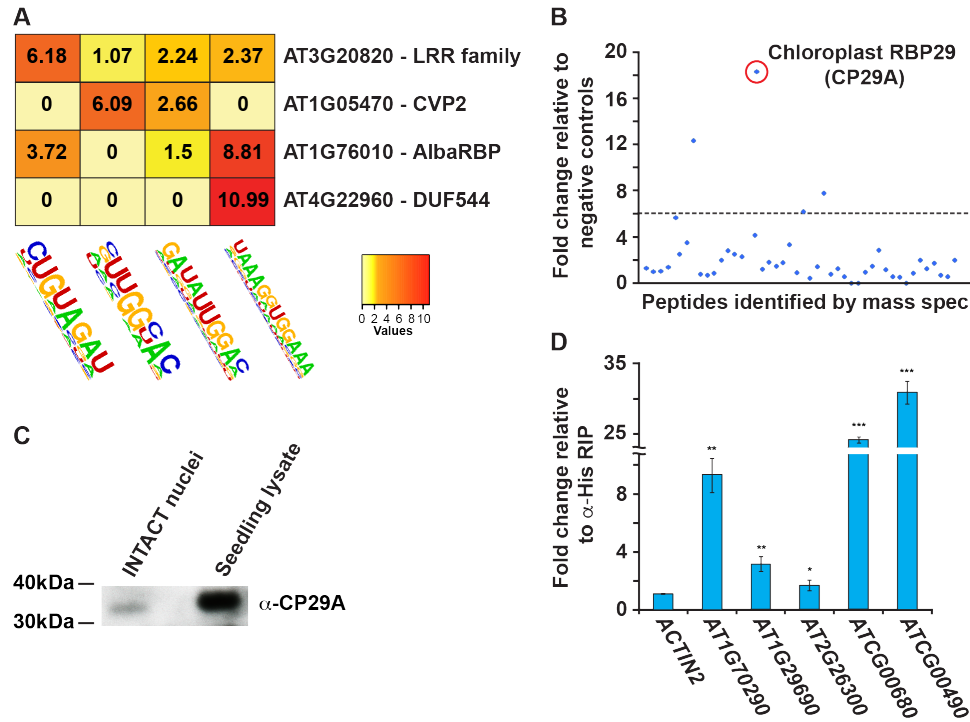 A
6.18 1.07 2.24 2.37 AT3G20820 - LRR family
0 6.09 2.66 0 AT1G05470 - CVP2
3.72 0 1.5 8.81 AT1G76010 - AlbaRBP
0 0 0 10.99 AT4G22960 - DUF544
CUGUAGAU
UUGGCAC
GAUAUUGGAC
UAAAGGUGGAAA
0 2 4 6 8 10
Values
B
Chloroplast RBP29
(CP29A)
Fold change relative to
negative controls
20
16
12
8
4
0
Peptides identified by mass spec
C
INTACT nuclei
Seedling lysate
40kDa
30kDa
α-CP29A
D
Fold change relative
to α-His RIP
35
25
8
4
0
** ** * *** ***
ACTIN2
AT1G70290
AT1G29690
AT2G26300
ATCG00680
ATCG00490